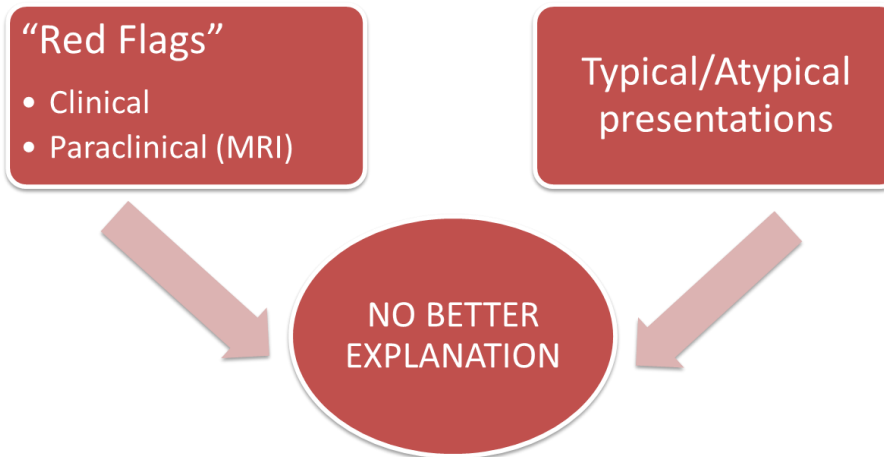 “Red Flags”
• Clinical
• Paraclinical (MRI)
Typical/Atypical
presentations
NO BETTER
EXPLANATION